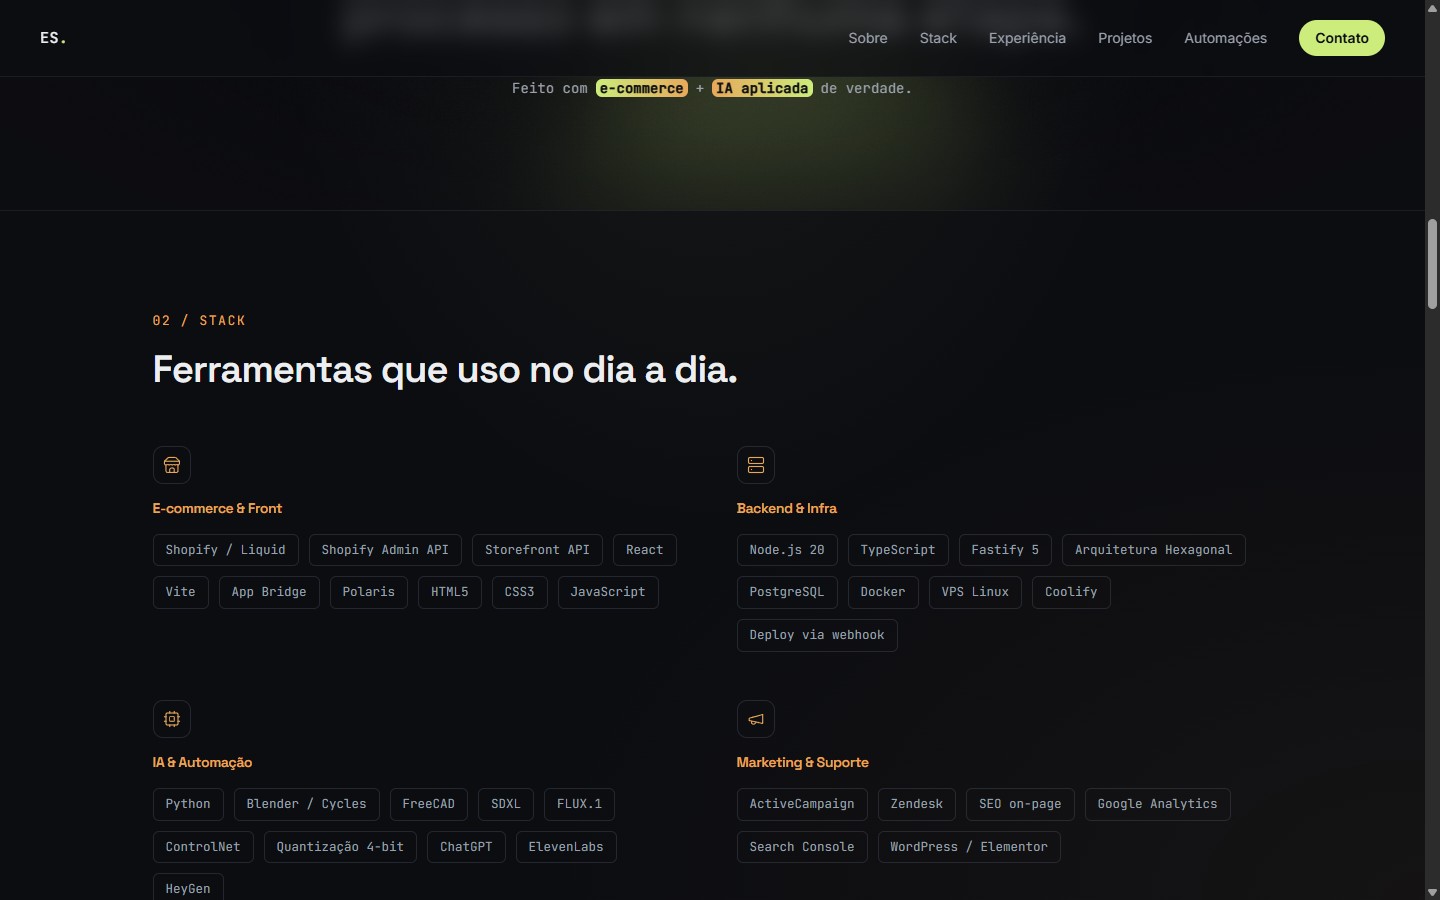 ES.
Sobre Stack Experiência Projetos Automações Contato
Feito com e-commerce + IA aplicada de verdade.
02 / STACK
Ferramentas que uso no dia a dia.
E-commerce & Front
Shopify / Liquid Shopify Admin API Storefront API React
Vite App Bridge Polaris HTML5 CSS3 JavaScript
Backend & Infra
Node.js 20 TypeScript Fastify 5 Arquitetura Hexagonal
PostgreSQL Docker VPS Linux Coolify
Deploy via webhook
IA & Automação
Python Blender / Cycles FreeCAD SDXL FLUX.1
ControlNet Quantização 4-bit ChatGPT ElevenLabs
HeyGen
Marketing & Suporte
ActiveCampaign Zendesk SEO on-page Google Analytics
Search Console WordPress / Elementor